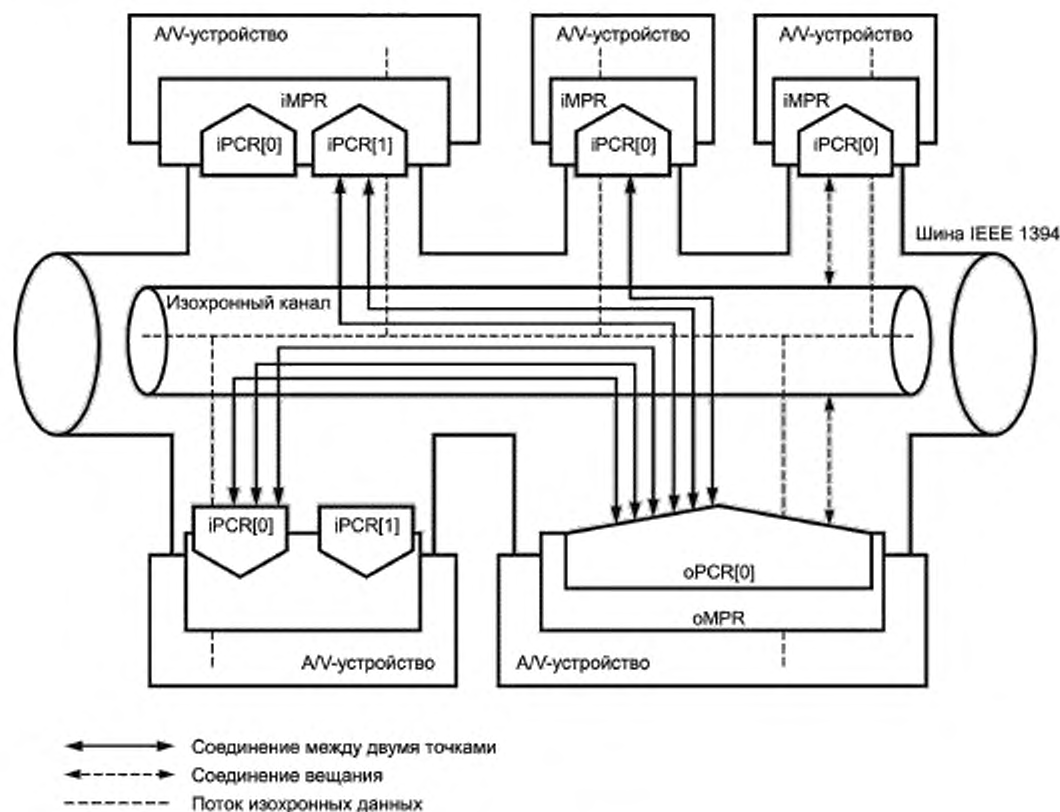 A/V-устройство
A/V-устройство
A/V-устройство
iMPR
iMPR
iMPR
iPCR[0]
iPCR[1]
iPCR[0]
iPCR[0]
Шина IEEE 1394
Изохронный канал
iPCR[0]
iPCR[1]
oPCR[0]
oMPR
A/V-устройство
A/V-устройство
Соединение между двумя точками
Соединение вещания
Поток изохронных данных